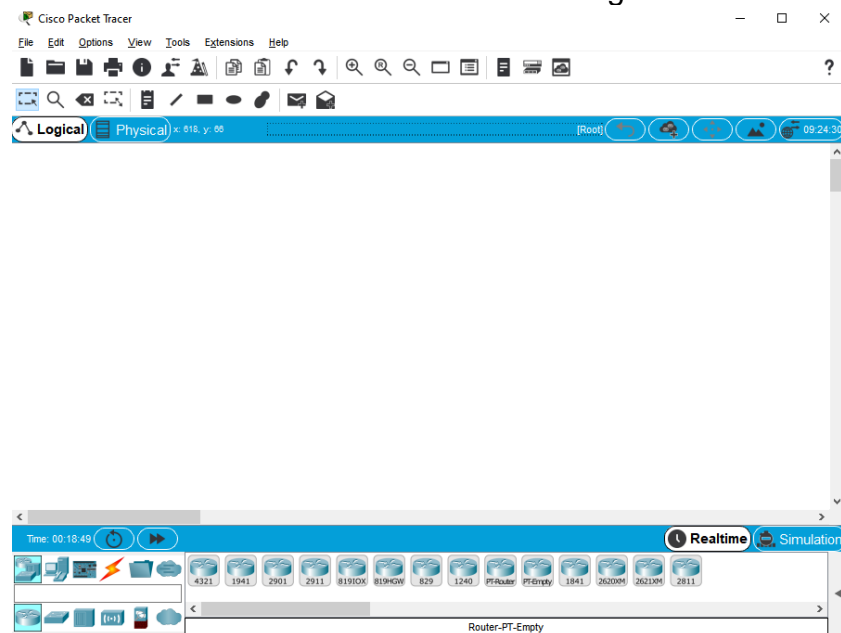 Cisco Packet Tracer
File Edit Options View Tools Extensions Help
?
Logical Physical x: 618, y: 66 [Root] 09:24:30
Time: 00:18:49 Realtime Simulation
4321 1941 2901 2911 819IOX 819HGW 829 1240 PT-Router PT-Empty 1841 2620XM 2621XM 2811
Router-PT-Empty